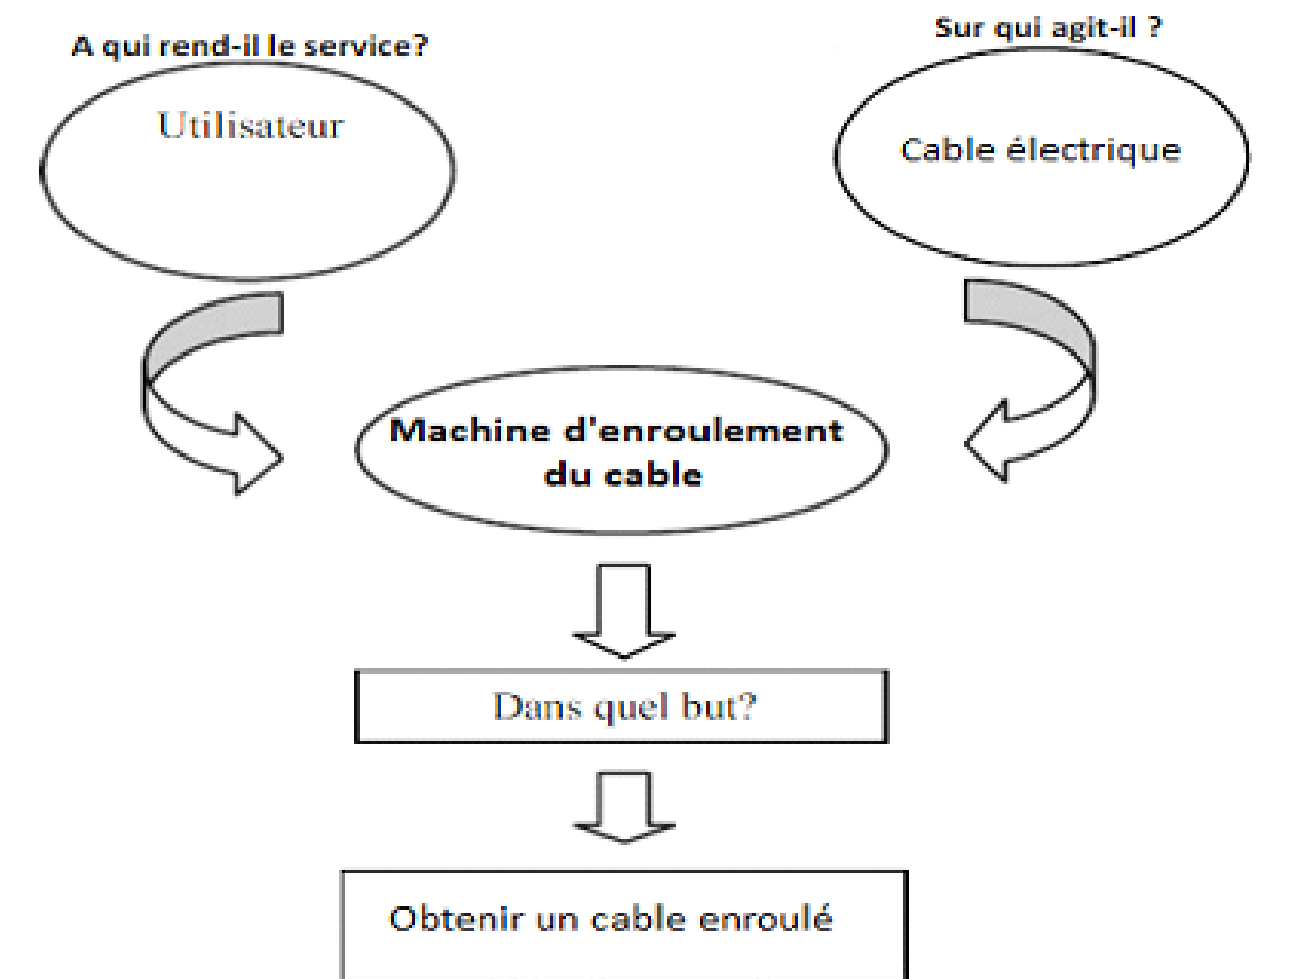 A qui rend-il le service?
Sur qui agit-il ?
Utilisateur
Cable électrique
Machine d'enroulement
du cable
Dans quel but?
Obtenir un cable enroulé